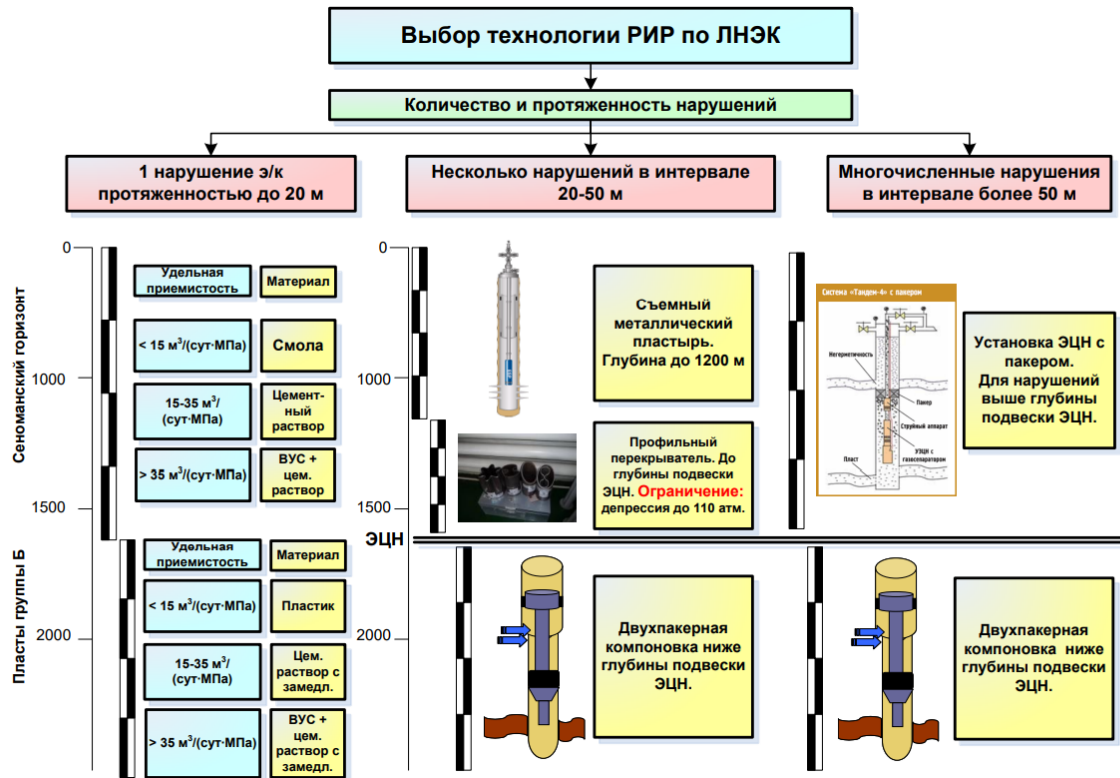 Выбор технологии РИР по ЛНЭК
Количество и протяженность нарушений
1 нарушение э/к
протяженностью до 20 м
Несколько нарушений в интервале
20-50 м
Многочисленные нарушения
в интервале более 50 м
Сеноманский горизонт
0
1000
1500
Удельная
приемистость
Материал
< 15 м³/(сут·МПа)
Смола
15-35 м³/
(сут·МПа)
Цемент-
ный
раствор
> 35 м³/(сут·МПа)
ВУС +
цем.
раствор
Пласты группы Б
2000
Удельная
приемистость
Материал
< 15 м³/(сут·МПа)
Пластик
15-35 м³/
(сут·МПа)
Цем.
раствор с
замедл.
> 35 м³/(сут·МПа)
ВУС +
цем.
раствор с
замедл.
0
1000
1500
ЭЦН
2000
Съемный
металлический
пластырь.
Глубина до 1200 м
Профильный
перекрыватель. До
глубины подвески
ЭЦН. Ограничение:
депрессия до 110 атм.
Двухпакерная
компоновка ниже
глубины подвески
ЭЦН.
Система «Тандем-4» с пакером
Негерметичность
Пакер
Струйный аппарат
Пласт
УЭЦН с
газосепаратором
Установка ЭЦН с
пакером.
Для нарушений
выше глубины
подвески ЭЦН.
Двухпакерная
компоновка ниже
глубины подвески
ЭЦН.